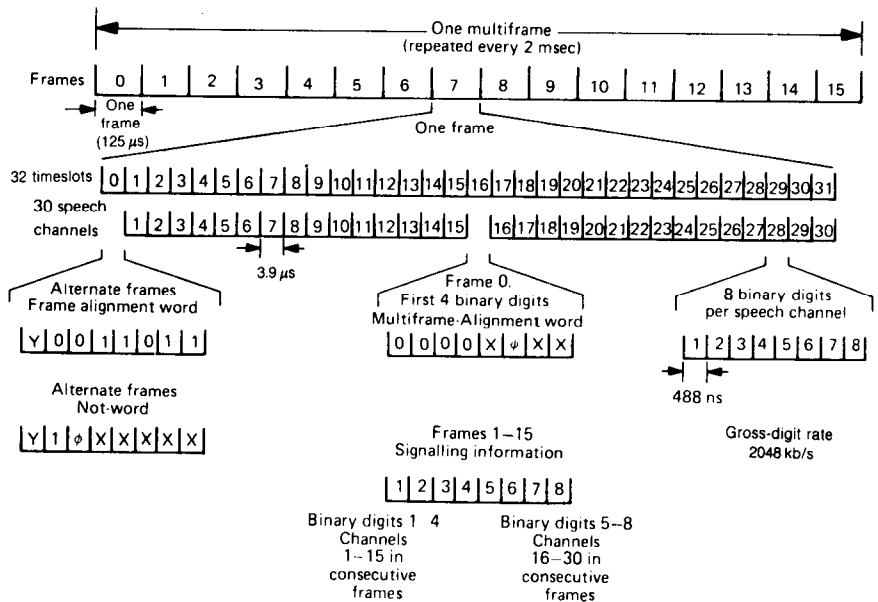 One multiframe
(repeated every 2 msec)
Frames 0 1 2 3 4 5 6 7 8 9 10 11 12 13 14 15
One
frame
(125 μs)
One frame
32 timeslots 0 1 2 3 4 5 6 7 8 9 10 11 12 13 14 15 16 17 18 19 20 21 22 23 24 25 26 27 28 29 30 31
30 speech
channels
1 2 3 4 5 6 7 8 9 10 11 12 13 14 15 16 17 18 19 20 21 22 23 24 25 26 27 28 29 30
3.9 μs
Alternate frames
Frame alignment word
Y 0 0 1 1 0 1 1
Alternate frames
Not-word
Y 1 φ X X X X X
Frame 0.
First 4 binary digits
Multiframe-Alignment word
0 0 0 0 X φ X X
Frames 1–15
Signalling information
1 2 3 4 5 6 7 8
Binary digits 1 4
Channels
1–15 in
consecutive
frames
Binary digits 5–8
Channels
16–30 in
consecutive
frames
8 binary digits
per speech channel
1 2 3 4 5 6 7 8
488 ns
Gross-digit rate
2048 kb/s